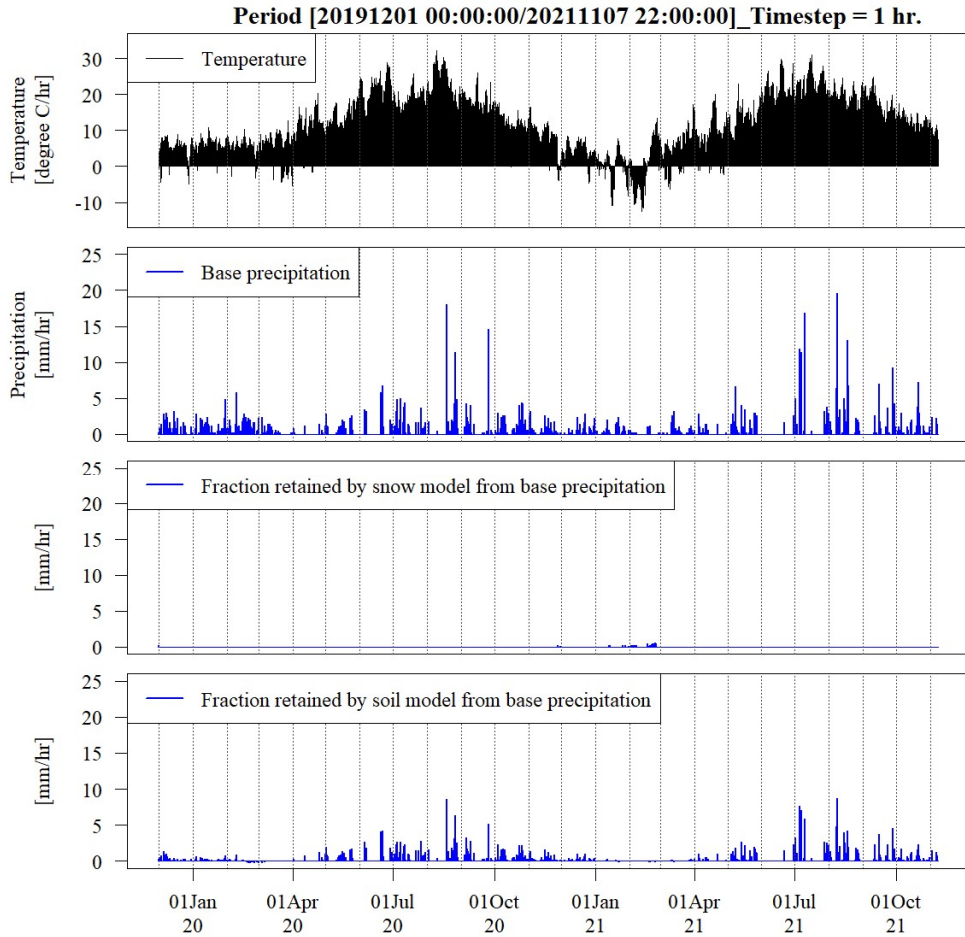 Period [20191201 00:00:00/20211107 22:00:00]_Timestep = 1 hr.
Temperature
[degree C/hr]
30
20
10
0
-10
Temperature
Precipitation
[mm/hr]
25
20
15
10
5
0
Base precipitation
[mm/hr]
25
20
15
10
5
0
Fraction retained by snow model from base precipitation
[mm/hr]
25
20
15
10
5
0
Fraction retained by soil model from base precipitation
01Jan 01Apr 01Jul 01Oct 01Jan 01Apr 01Jul 01Oct
20 20 20 20 21 21 21 21